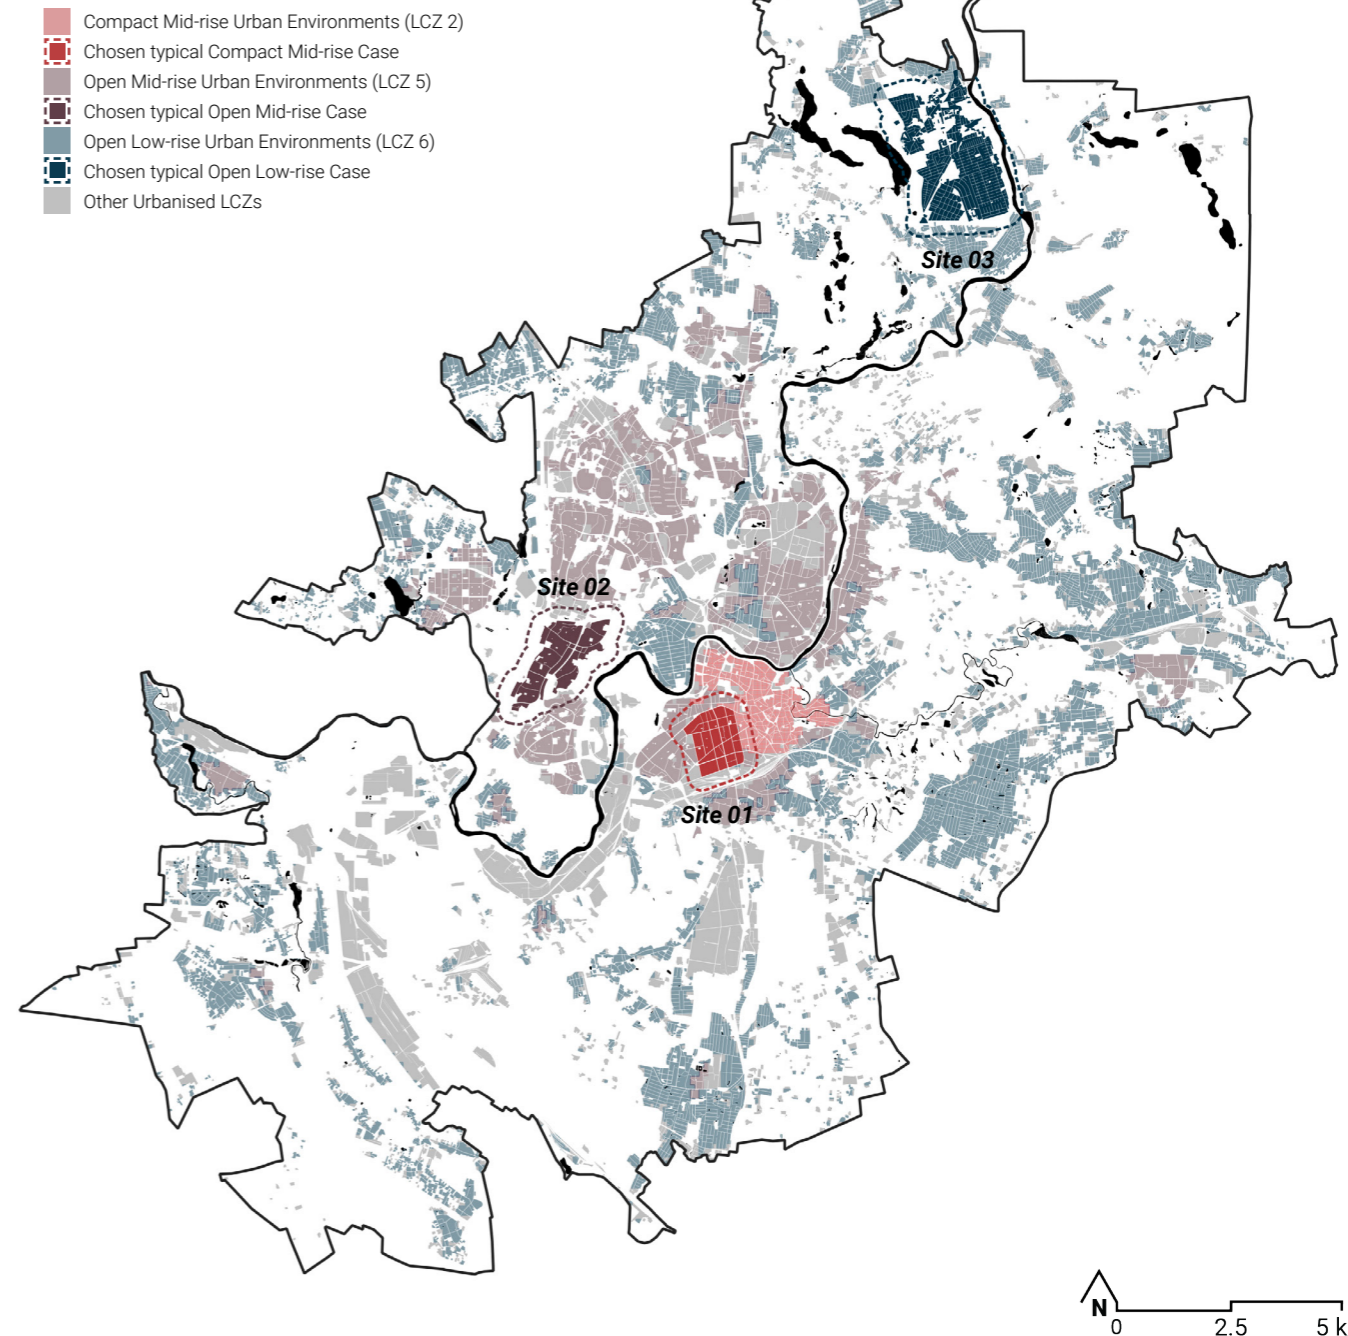 Compact Mid-rise Urban Environments (LCZ 2)
Chosen typical Compact Mid-rise Case
Open Mid-rise Urban Environments (LCZ 5)
Chosen typical Open Mid-rise Case
Open Low-rise Urban Environments (LCZ 6)
Chosen typical Open Low-rise Case
Other Urbanised LCZs
Site 03
Site 02
Site 01
N
0 2.5 5 k